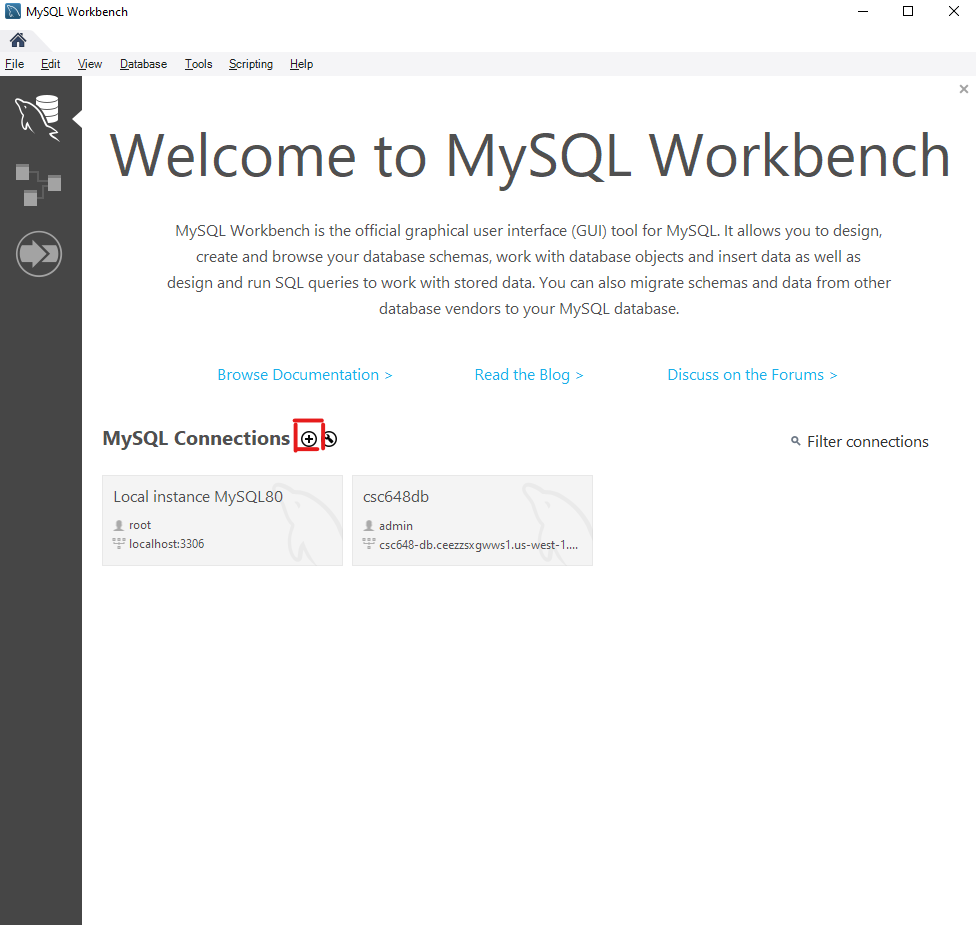 MySQL Workbench
File Edit View Database Tools Scripting Help
Welcome to MySQL Workbench
MySQL Workbench is the official graphical user interface (GUI) tool for MySQL. It allows you to design,
create and browse your database schemas, work with database objects and insert data as well as
design and run SQL queries to work with stored data. You can also migrate schemas and data from other
database vendors to your MySQL database.
Browse Documentation > Read the Blog > Discuss on the Forums >
MySQL Connections Filter connections
Local instance MySQL80
root
localhost:3306
csc648db
admin
csc648-db.ceezzsxgwws1.us-west-1....